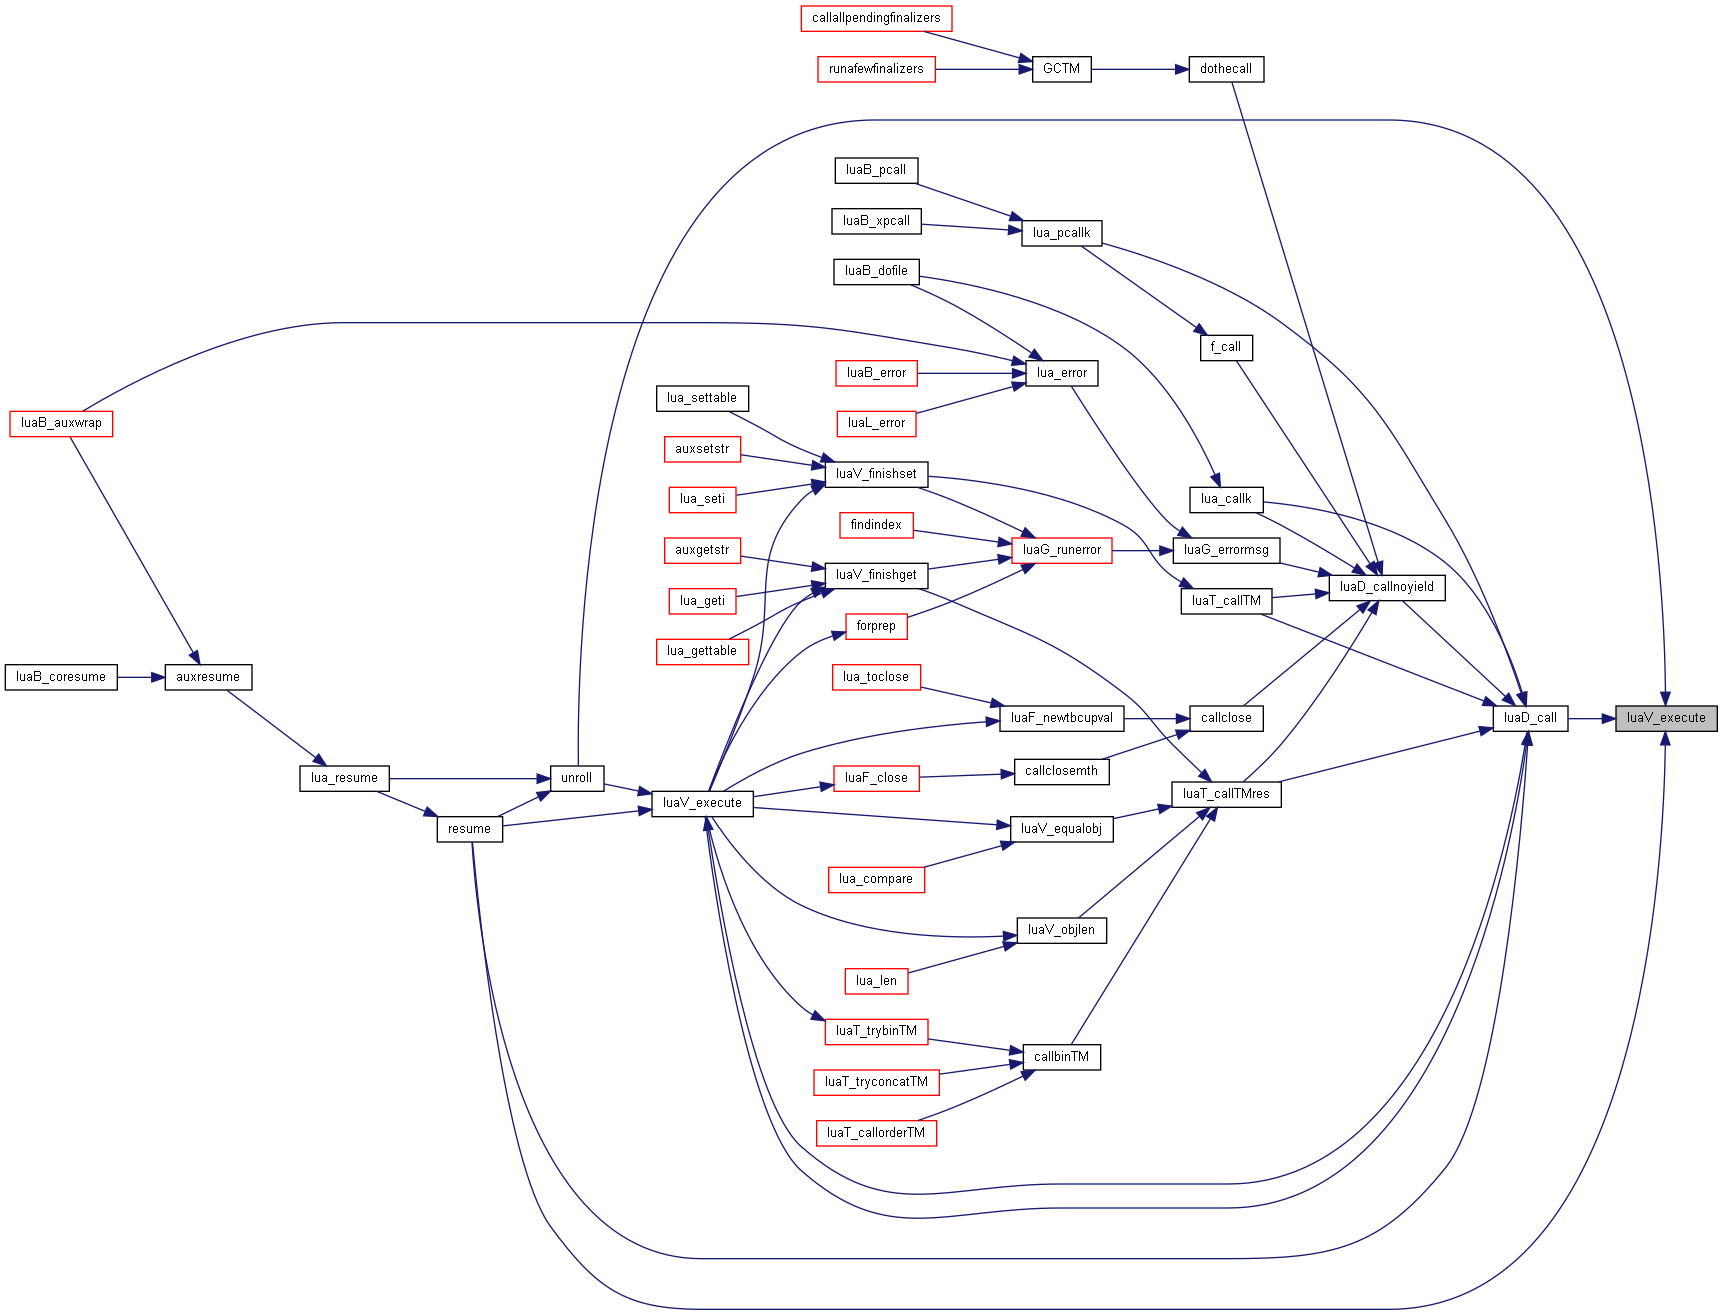 callallpendingfinalizers
runafewfinalizers
GCTM
dothecall
luaB_pcall
luaB_xpcall
lua_pcallk
luaB_dofile
f_call
luaB_error
lua_error
lua_settable
luaB_auxwrap
luaL_error
auxsetstr
luaV_finishset
lua_seti
lua_callk
findindex
auxgetstr
luaG_runerror
luaG_errormsg
luaV_finishget
luaD_callnoyield
lua_geti
luaT_callTM
forprep
lua_gettable
luaB_coresume
auxresume
lua_toclose
luaF_newtbcupval
callclose
luaD_call
luaV_execute
lua_resume
unroll
luaF_close
callclosemth
luaV_execute
luaT_callTMres
resume
luaV_equalobj
lua_compare
luaV_objlen
lua_len
luaT_trybinTM
callbinTM
luaT_tryconcatTM
luaT_callorderTM